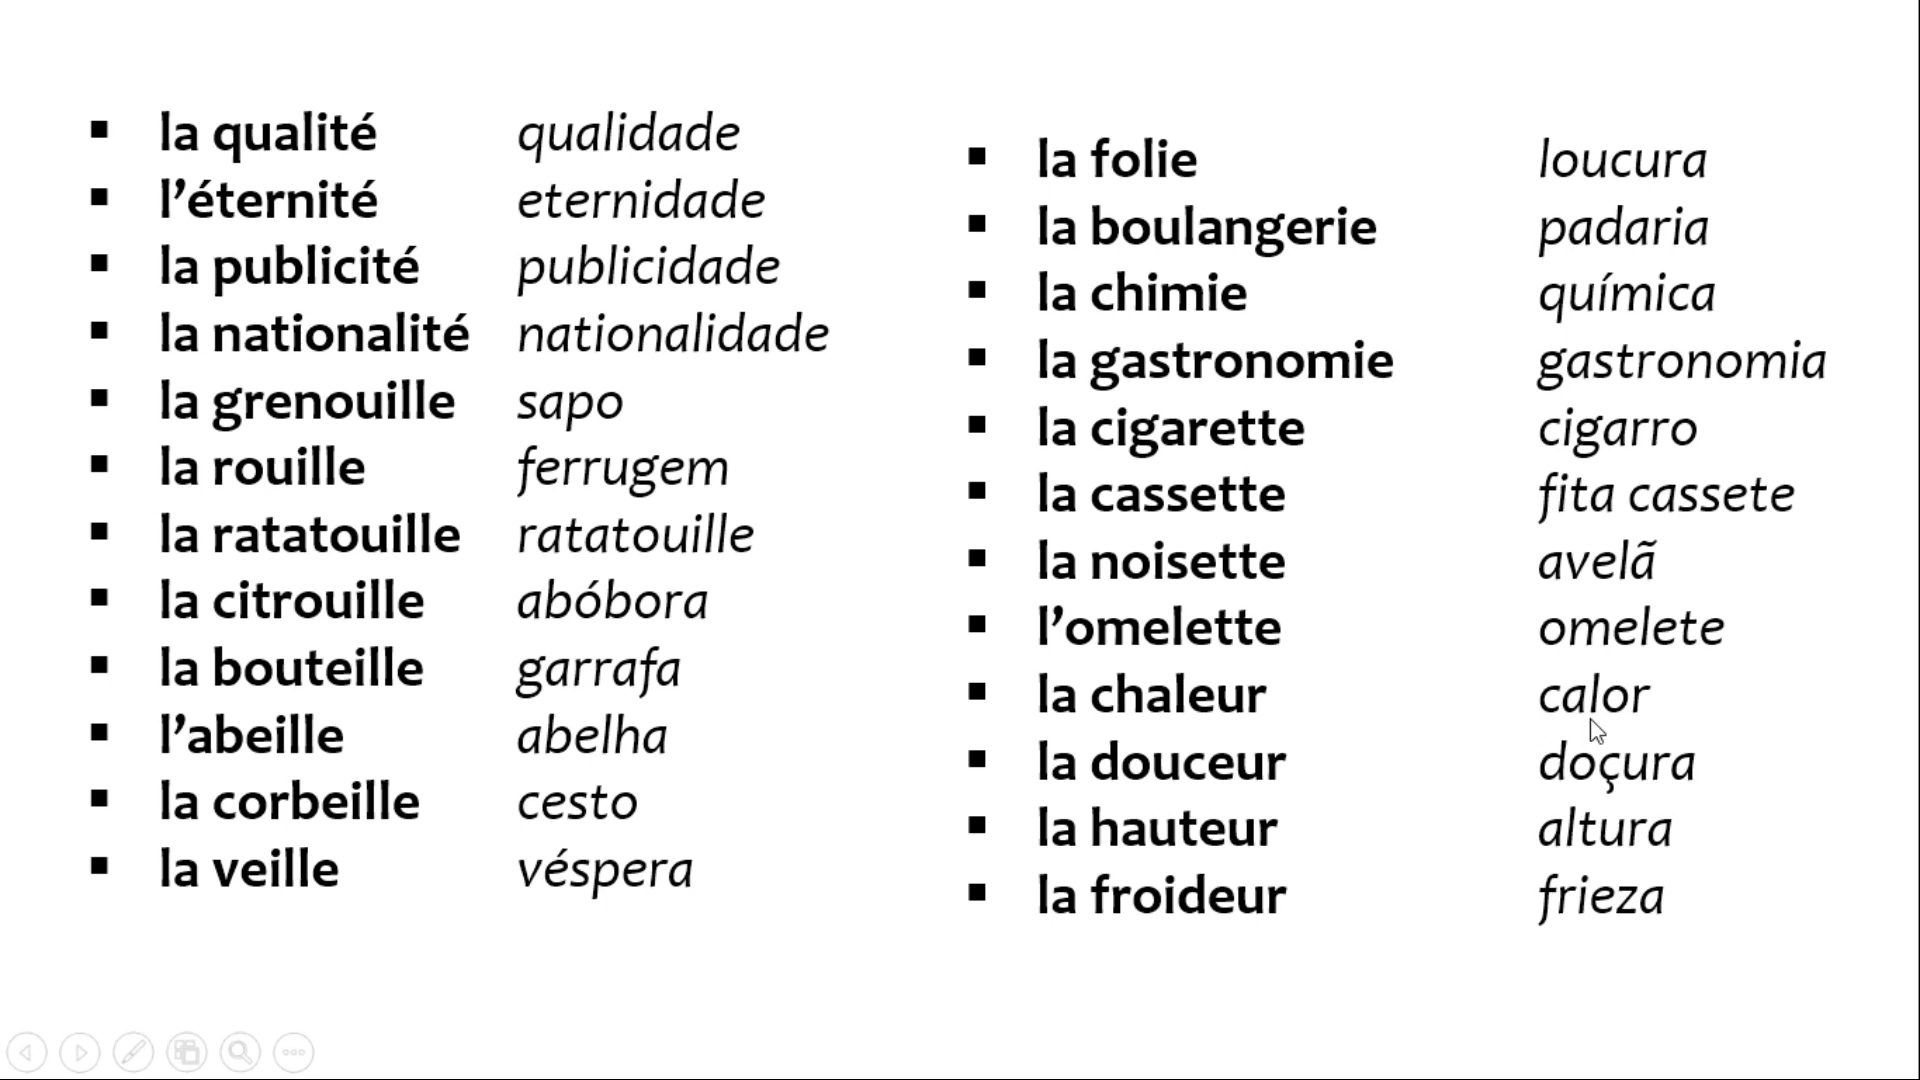 ▪ la qualité qualidade
▪ l’éternité eternidade
▪ la publicité publicidade
▪ la nationalité nationalidade
▪ la grenouille sapo
▪ la rouille ferrugem
▪ la ratatouille ratatouille
▪ la citrouille abóbora
▪ la bouteille garrafa
▪ l’abeille abelha
▪ la corbeille cesto
▪ la veille véspera
▪ la folie loucura
▪ la boulangerie padaria
▪ la chimie química
▪ la gastronomie gastronomia
▪ la cigarette cigarro
▪ la cassette fita cassete
▪ la noisette avelã
▪ l’omelette omelete
▪ la chaleur calor
▪ la douceur doçura
▪ la hauteur altura
▪ la froideur frieza